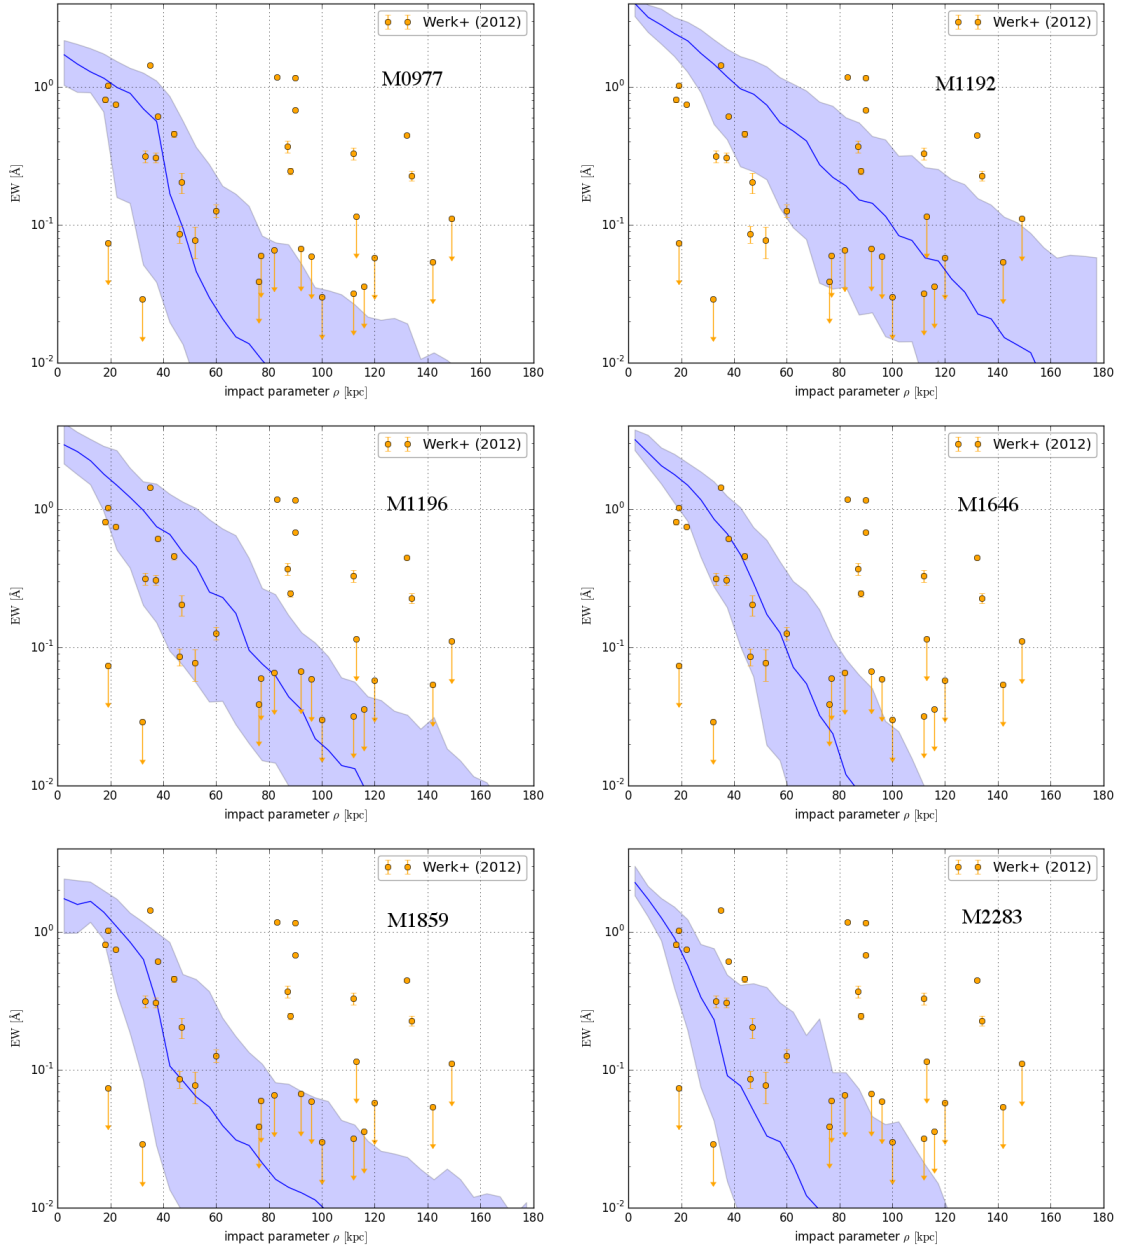 Werk+ (2012)
M0977
EW [Å]
10^0
10^-1
10^-2
0 20 40 60 80 100 120 140 160 180
impact parameter ρ [kpc]
Werk+ (2012)
M1192
EW [Å]
10^0
10^-1
10^-2
0 20 40 60 80 100 120 140 160 180
impact parameter ρ [kpc]
Werk+ (2012)
M1196
EW [Å]
10^0
10^-1
10^-2
0 20 40 60 80 100 120 140 160 180
impact parameter ρ [kpc]
Werk+ (2012)
M1646
EW [Å]
10^0
10^-1
10^-2
0 20 40 60 80 100 120 140 160 180
impact parameter ρ [kpc]
Werk+ (2012)
M1859
EW [Å]
10^0
10^-1
10^-2
0 20 40 60 80 100 120 140 160 180
impact parameter ρ [kpc]
Werk+ (2012)
M2283
EW [Å]
10^0
10^-1
10^-2
0 20 40 60 80 100 120 140 160 180
impact parameter ρ [kpc]